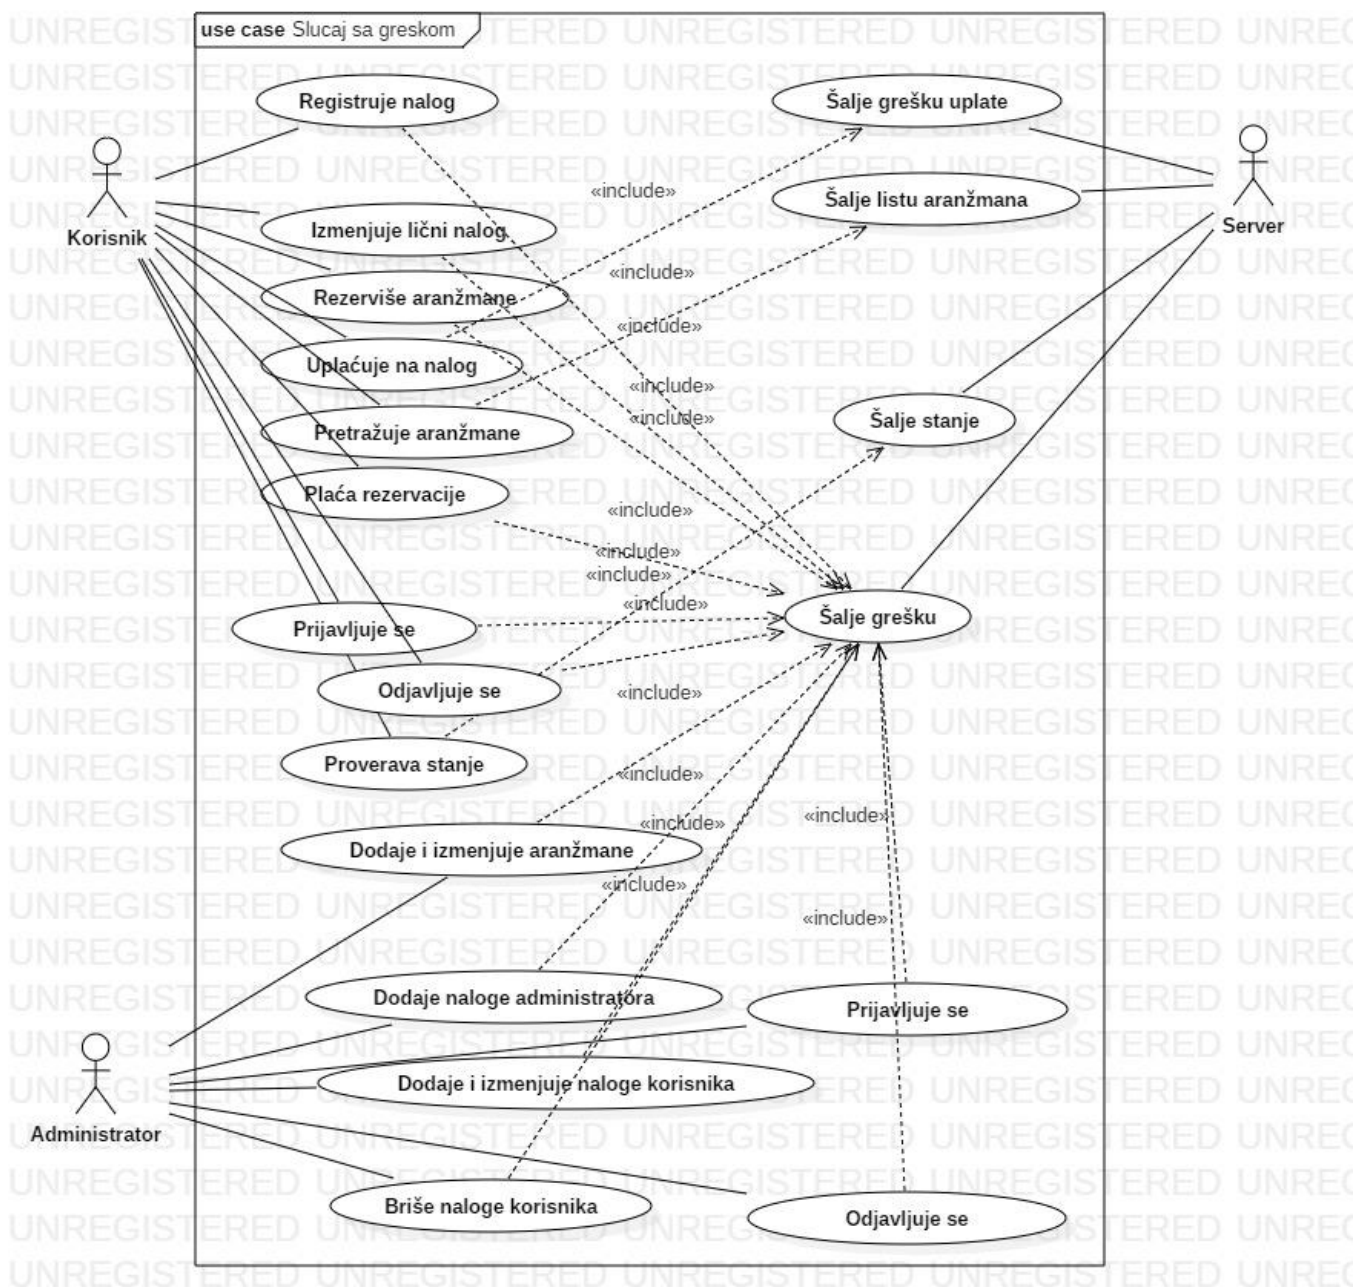 use case Slucaj sa greskom
Registruje nalog
Šalje grešku uplate
Korisnik
Server
«include»
Šalje listu aranžmana
Izmenjuje lični nalog
«include»
Rezerviše aranžmane
«include»
Uplaćuje na nalog
«include»
«include»
Pretražuje aranžmane
Šalje stanje
Plaća rezervacije
«include»
«include»
«include»
«include»
Prijavljuje se
Šalje grešku
Odjavljuje se
«include»
Proverava stanje
«include»
«include»
«include»
Dodaje i izmenjuje aranžmane
«include»
«include»
Dodaje naloge administratora
Prijavljuje se
Dodaje i izmenjuje naloge korisnika
Administrator
Briše naloge korisnika
Odjavljuje se
UNREGISTERED